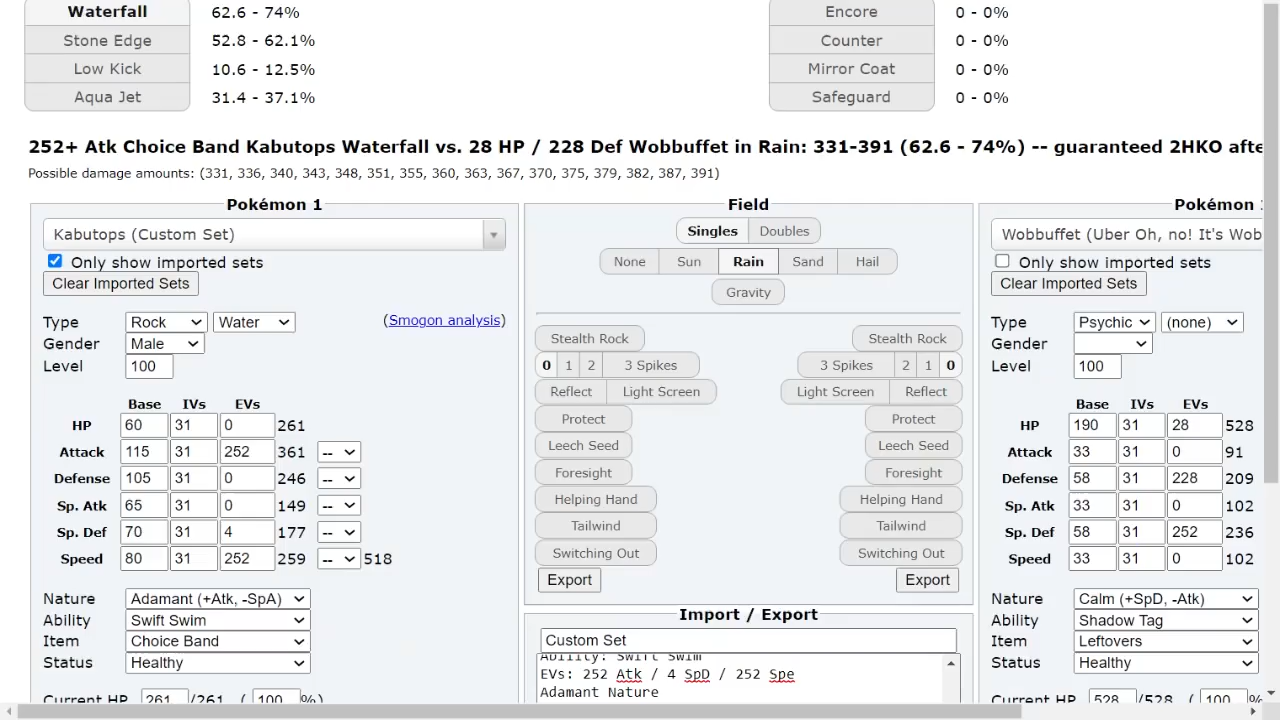 Waterfall 62.6 - 74% Encore 0 - 0%
Stone Edge 52.8 - 62.1% Counter 0 - 0%
Low Kick 10.6 - 12.5% Mirror Coat 0 - 0%
Aqua Jet 31.4 - 37.1% Safeguard 0 - 0%
252+ Atk Choice Band Kabutops Waterfall vs. 28 HP / 228 Def Wobbuffet in Rain: 331-391 (62.6 - 74%) -- guaranteed 2HKO afte
Possible damage amounts: (331, 336, 340, 343, 348, 351, 355, 360, 363, 367, 370, 375, 379, 382, 387, 391)
Pokémon 1
Kabutops (Custom Set)
Only show imported sets
Clear Imported Sets
Type Rock Water (Smogon analysis)
Gender Male
Level 100
Base IVs EVs
HP 60 31 0 261
Attack 115 31 252 361 --
Defense 105 31 0 246 --
Sp. Atk 65 31 0 149 --
Sp. Def 70 31 4 177 --
Speed 80 31 252 259 -- 518
Nature Adamant (+Atk, -SpA)
Ability Swift Swim
Item Choice Band
Status Healthy
Current HP 261 /261 ( 100 %)
Field
Singles Doubles
None Sun Rain Sand Hail
Gravity
Stealth Rock Stealth Rock
0 1 2 3 Spikes 3 Spikes 2 1 0
Reflect Light Screen Light Screen Reflect
Protect Protect
Leech Seed Leech Seed
Foresight Foresight
Helping Hand Helping Hand
Tailwind Tailwind
Switching Out Switching Out
Export Export
Import / Export
Custom Set
Ability: Swift Swim
EVs: 252 Atk / 4 SpD / 252 Spe
Adamant Nature
Pokémon
Wobbuffet (Uber Oh, no! It's Wob
Only show imported sets
Clear Imported Sets
Type Psychic (none)
Gender
Level 100
Base IVs EVs
HP 190 31 28 528
Attack 33 31 0 91
Defense 58 31 228 209
Sp. Atk 33 31 0 102
Sp. Def 58 31 252 236
Speed 33 31 0 102
Nature Calm (+SpD, -Atk)
Ability Shadow Tag
Item Leftovers
Status Healthy
Current HP 528 /528 ( 100 %